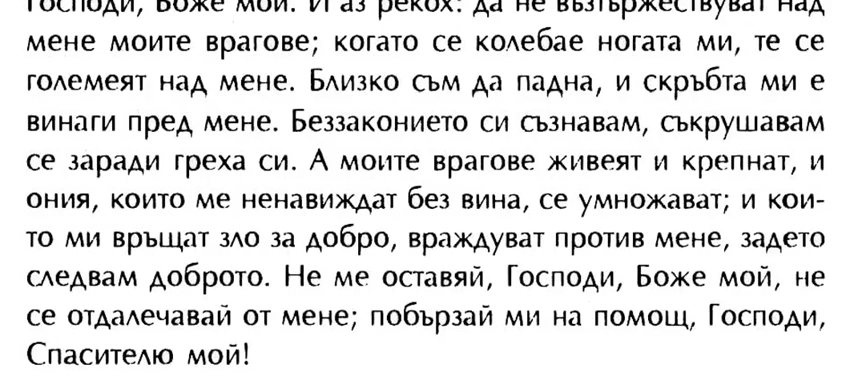 Господи, Боже мой. И аз рекох: да не възтържествуват над
мене моите врагове; когато се колебае ногата ми, те се
големеят над мене. Близко съм да падна, и скръбта ми е
винаги пред мене. Беззаконието си съзнавам, съкрушавам
се заради греха си. А моите врагове живеят и крепнат, и
ония, които ме ненавиждат без вина, се умножават; и кои-
то ми връщат зло за добро, враждуват против мене, задето
следвам доброто. Не ме оставяй, Господи, Боже мой, не
се отдалечавай от мене; побързай ми на помощ, Господи,
Спасителю мой!